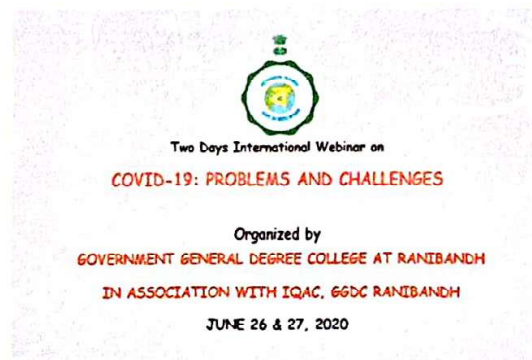 Two Days International Webinar on
COVID-19: PROBLEMS AND CHALLENGES
Organized by
GOVERNMENT GENERAL DEGREE COLLEGE AT RANIBANDH
IN ASSOCIATION WITH IQAC, GGDC RANIBANDH
JUNE 26 & 27, 2020